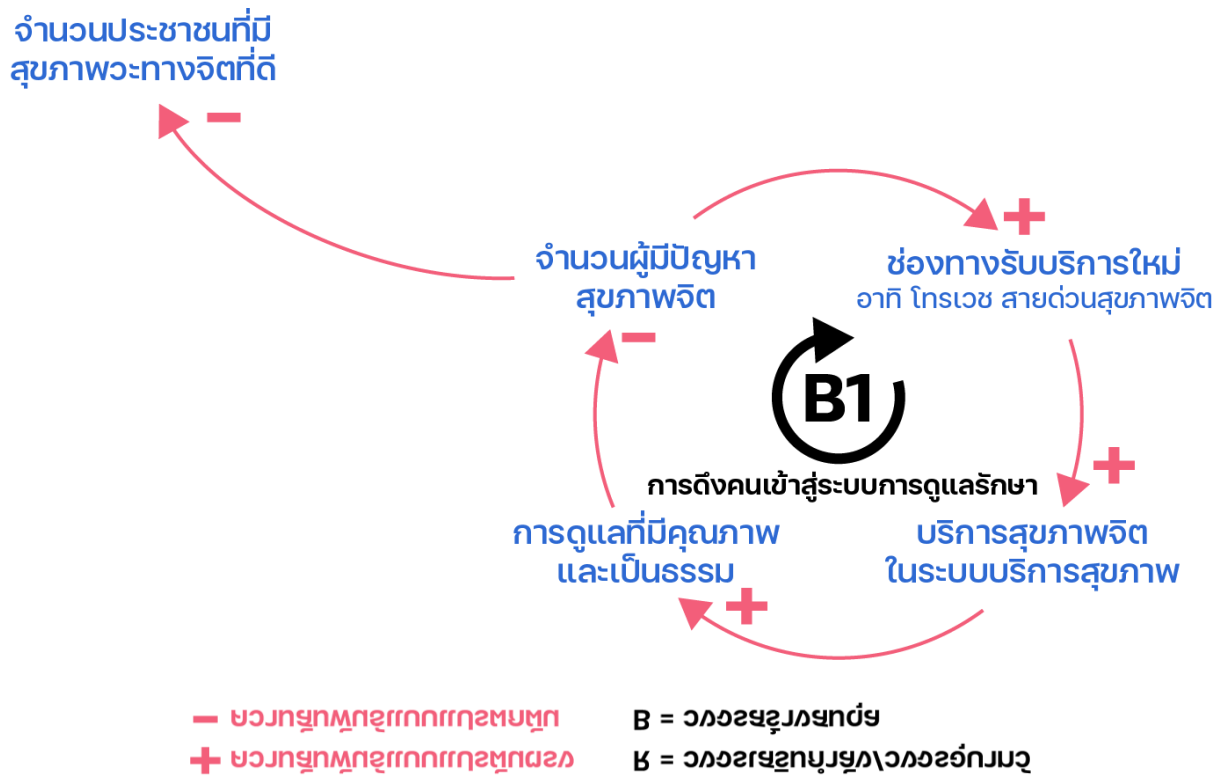 จำนวนประชาชนที่มี
สุขภาพวะทางจิตที่ดี
−
+
จำนวนผู้มีปัญหา
สุขภาพจิต
ช่องทางรับบริการใหม่
อาทิ โทรเวช สายด่วนสุขภาพจิต
−
B1
+
การดึงคนเข้าสู่ระบบการดูแลรักษา
การดูแลที่มีคุณภาพ
และเป็นธรรม
บริการสุขภาพจิต
ในระบบบริการสุขภาพ
+
− B =
+ R =